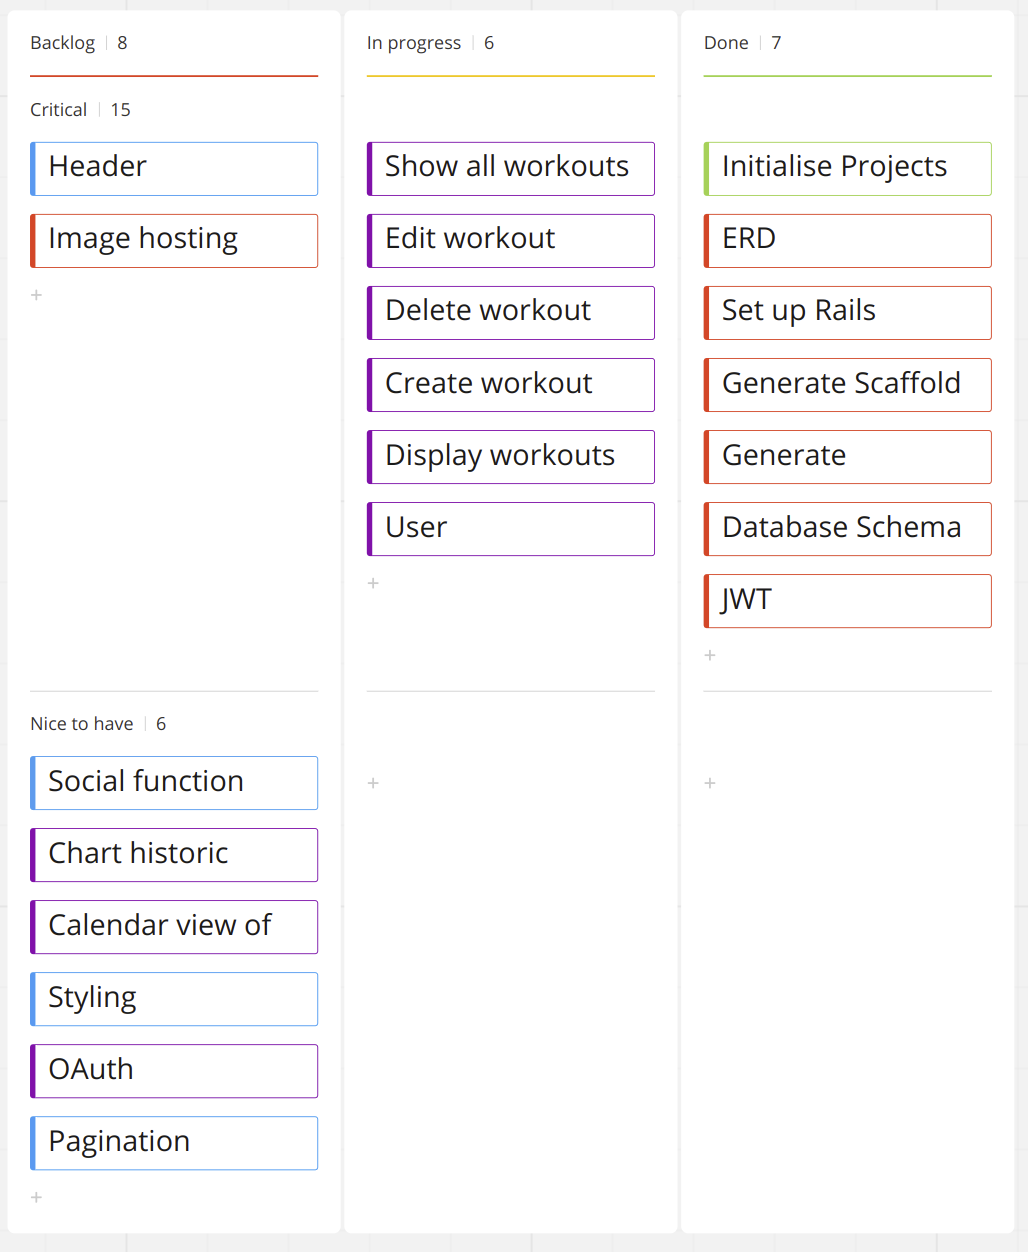 Backlog | 8
In progress | 6
Done | 7
Critical | 15
Header
Image hosting
+
Show all workouts
Edit workout
Delete workout
Create workout
Display workouts
User
+
Initialise Projects
ERD
Set up Rails
Generate Scaffold
Generate
Database Schema
JWT
+
Nice to have | 6
Social function
Chart historic
Calendar view of
Styling
OAuth
Pagination
+
+
+